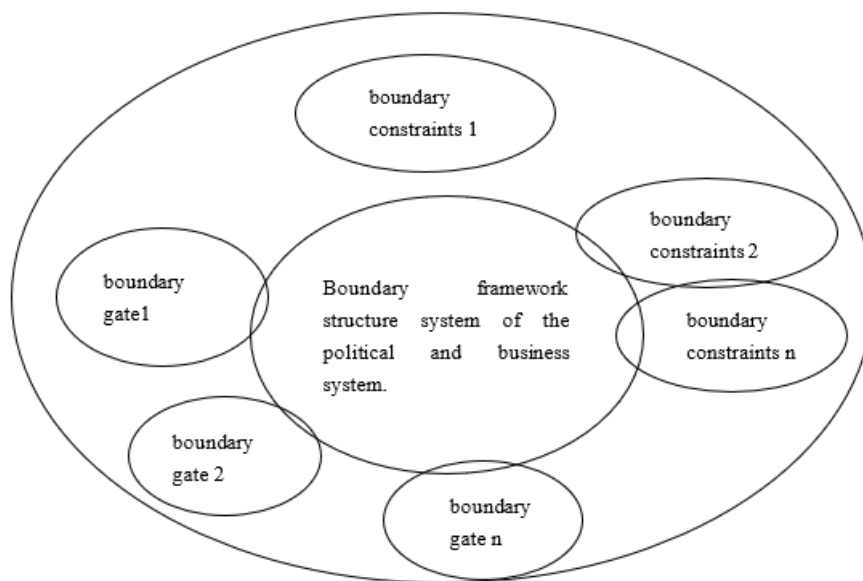 boundary
constraints 1
boundary
constraints 2
boundary
gate1
Boundary framework
structure system of the
political and business
system.
boundary
constraints n
boundary
gate 2
boundary
gate n